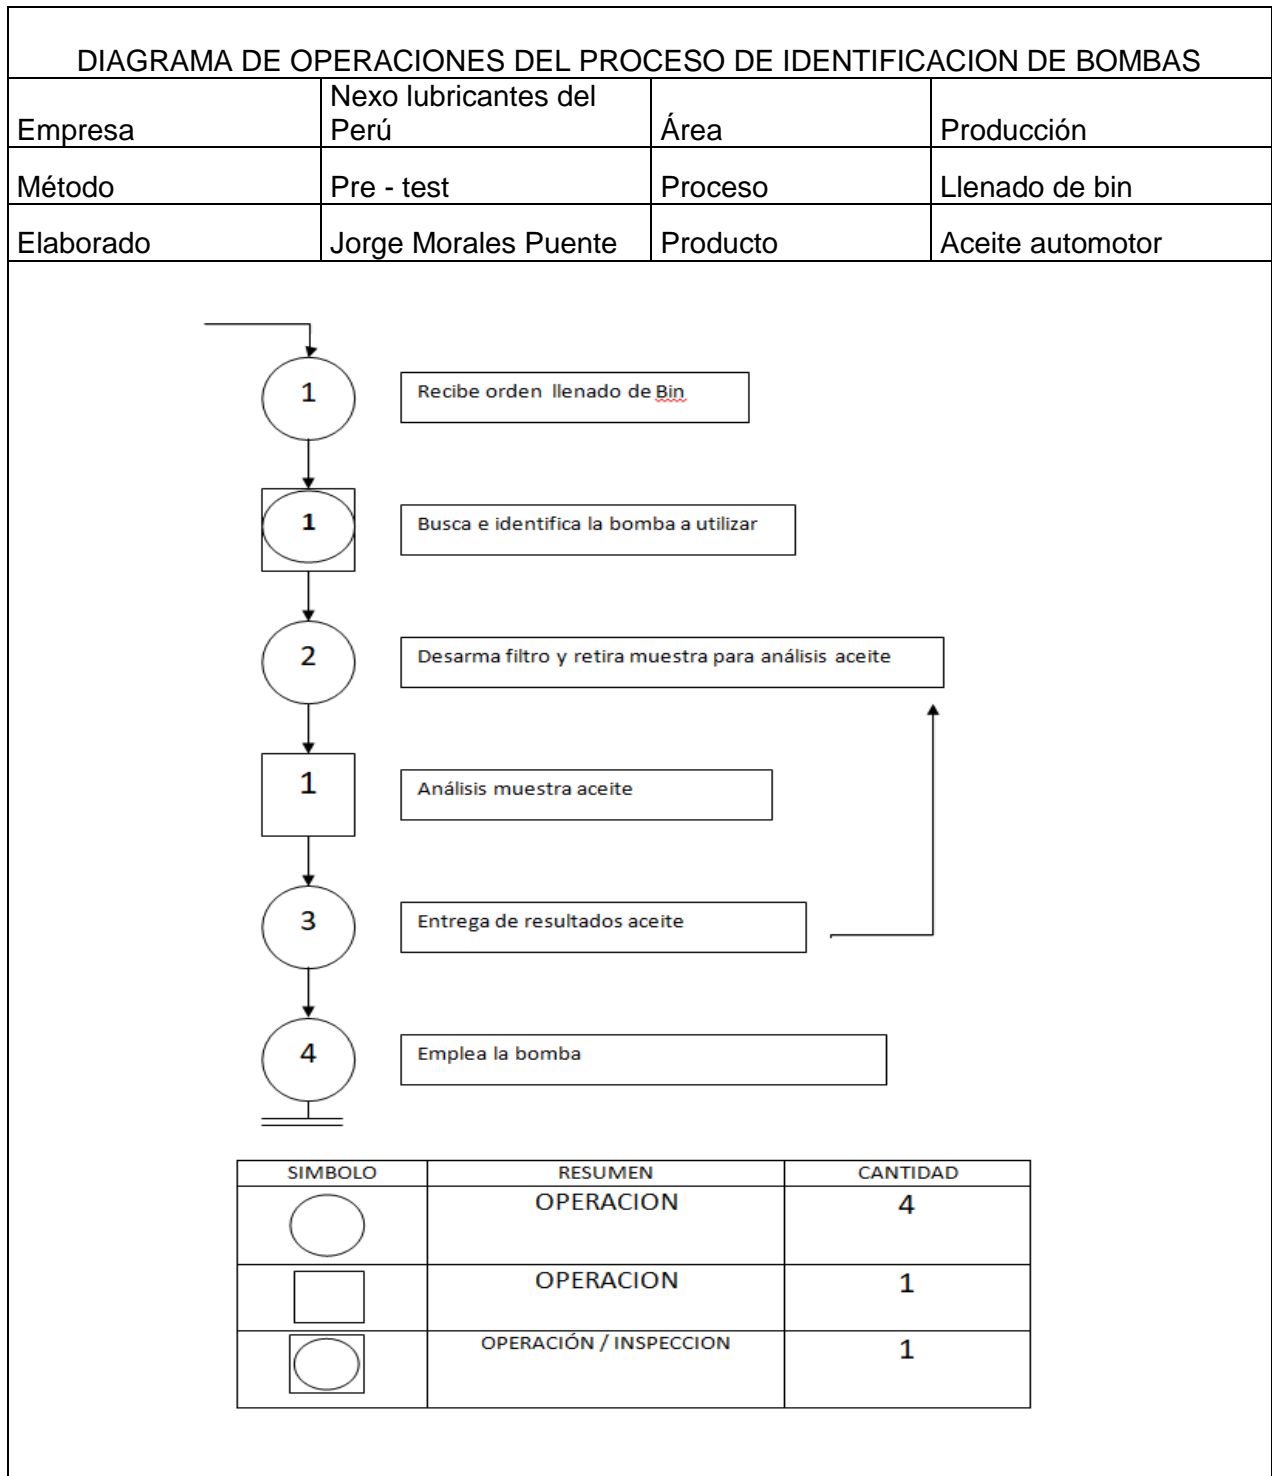 DIAGRAMA DE OPERACIONES DEL PROCESO DE IDENTIFICACION DE BOMBAS
Empresa
Nexo lubricantes del
Perú
Área
Producción
Método
Pre - test
Proceso
Llenado de bin
Elaborado
Jorge Morales Puente
Producto
Aceite automotor
1
Recibe orden llenado de Bin
1
Busca e identifica la bomba a utilizar
2
Desarma filtro y retira muestra para análisis aceite
1
Análisis muestra aceite
3
Entrega de resultados aceite
4
Emplea la bomba
SIMBOLO
RESUMEN
CANTIDAD
OPERACION
4
OPERACION
1
OPERACIÓN / INSPECCION
1